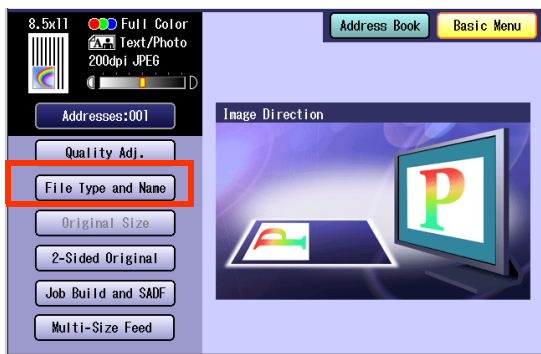 8.5x11 Full Color
Text/Photo
200dpi JPEG
D
Addresses:001
Quality Adj.
File Type and Name
Original Size
2-Sided Original
Job Build and SADF
Multi-Size Feed
Address Book
Basic Menu
Image Direction
P
P